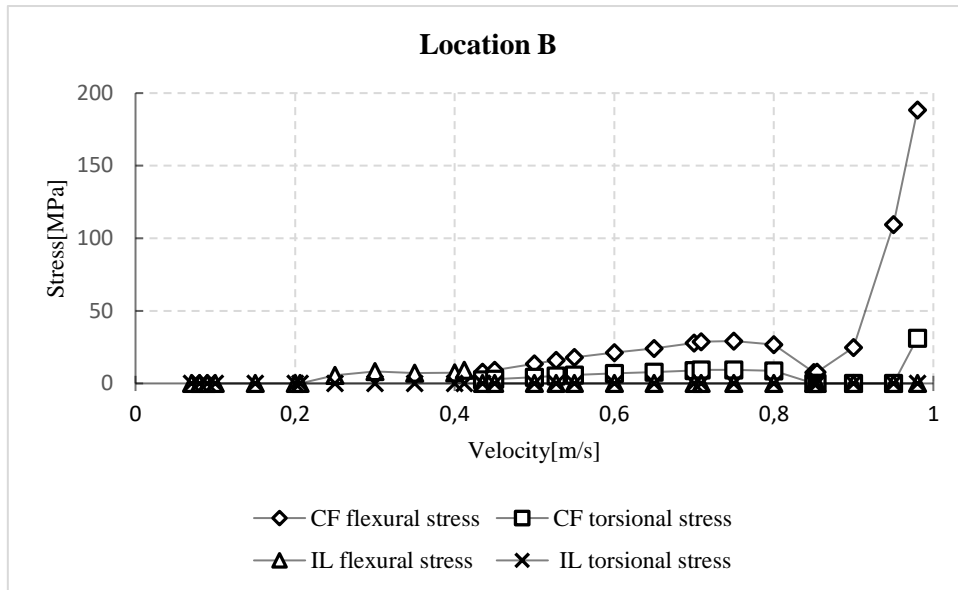 Location B
200
150
100
50
0
Stress[MPa]
0 0,2 0,4 0,6 0,8 1
Velocity[m/s]
CF flexural stress CF torsional stress
IL flexural stress IL torsional stress